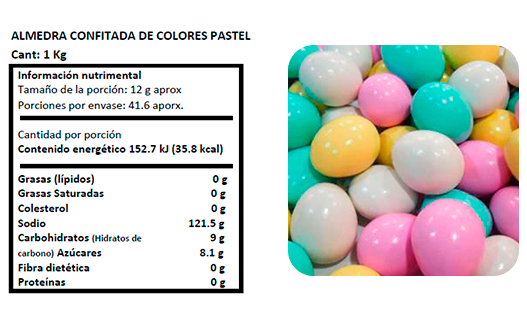 ALMEDRA CONFITADA DE COLORES PASTEL
Cant: 1 Kg
Información nutrimental
Tamaño de la porción: 12 g aprox
Porciones por envase: 41.6 aporx.
Cantidad por porción
Contenido energético 152.7 kJ (35.8 kcal)
Grasas (lípidos) 0 g
Grasas Saturadas 0 g
Colesterol 0 g
Sodio 121.5 g
Carbohidratos (Hidratos de 9 g
carbono) Azúcares 8.1 g
Fibra dietética 0 g
Proteínas 0 g